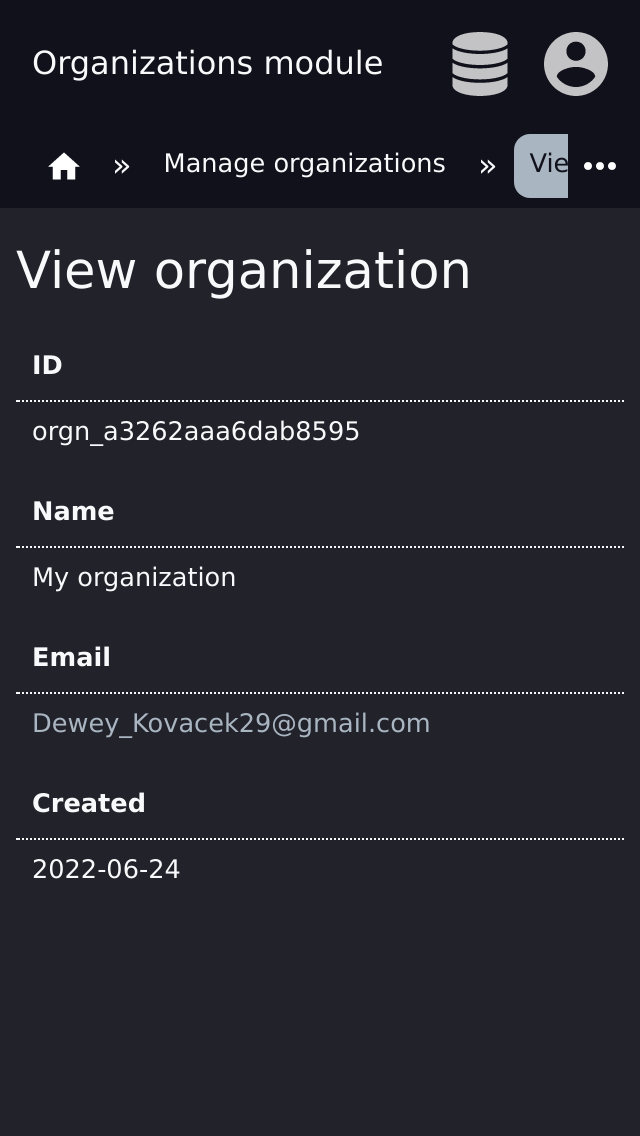 Organizations module
» Manage organizations » Vie •••
View organization
ID
orgn_a3262aaa6dab8595
Name
My organization
Email
Dewey_Kovacek29@gmail.com
Created
2022-06-24